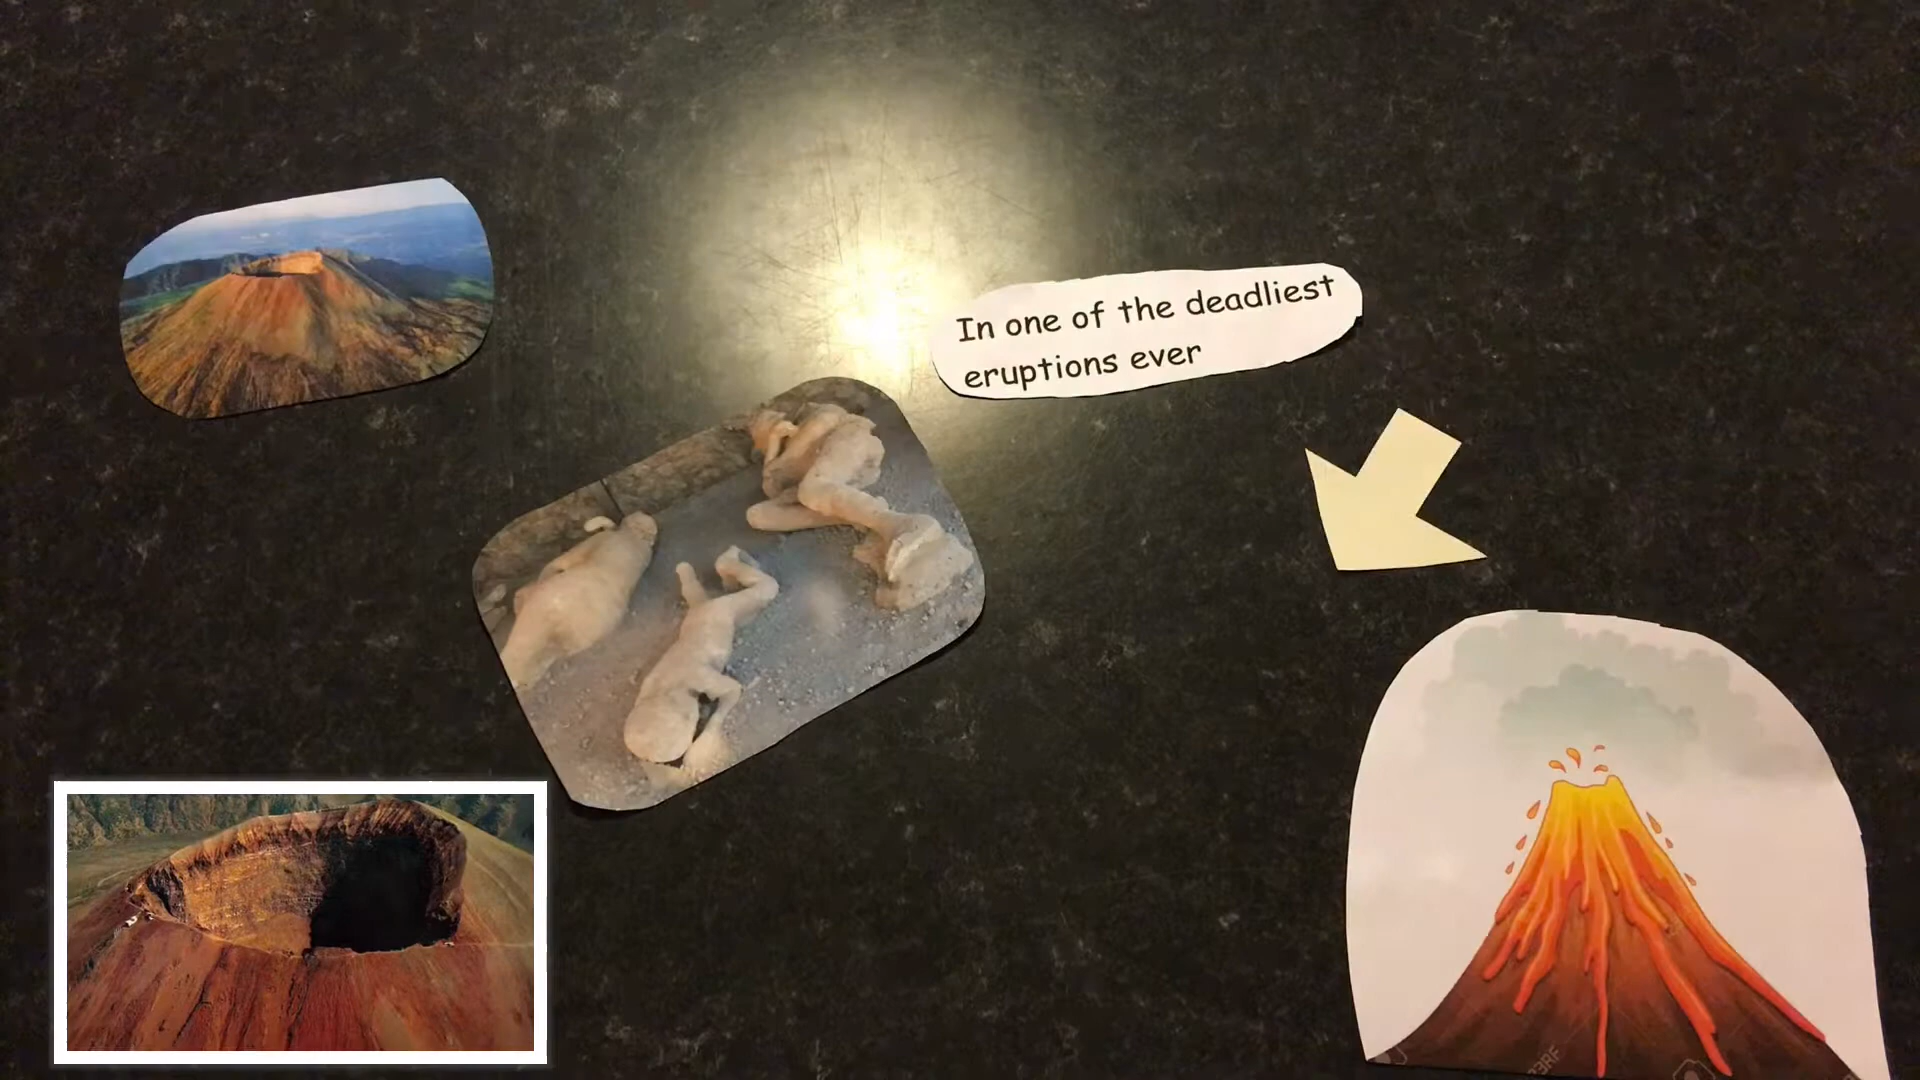 In one of the deadliest
eruptions ever